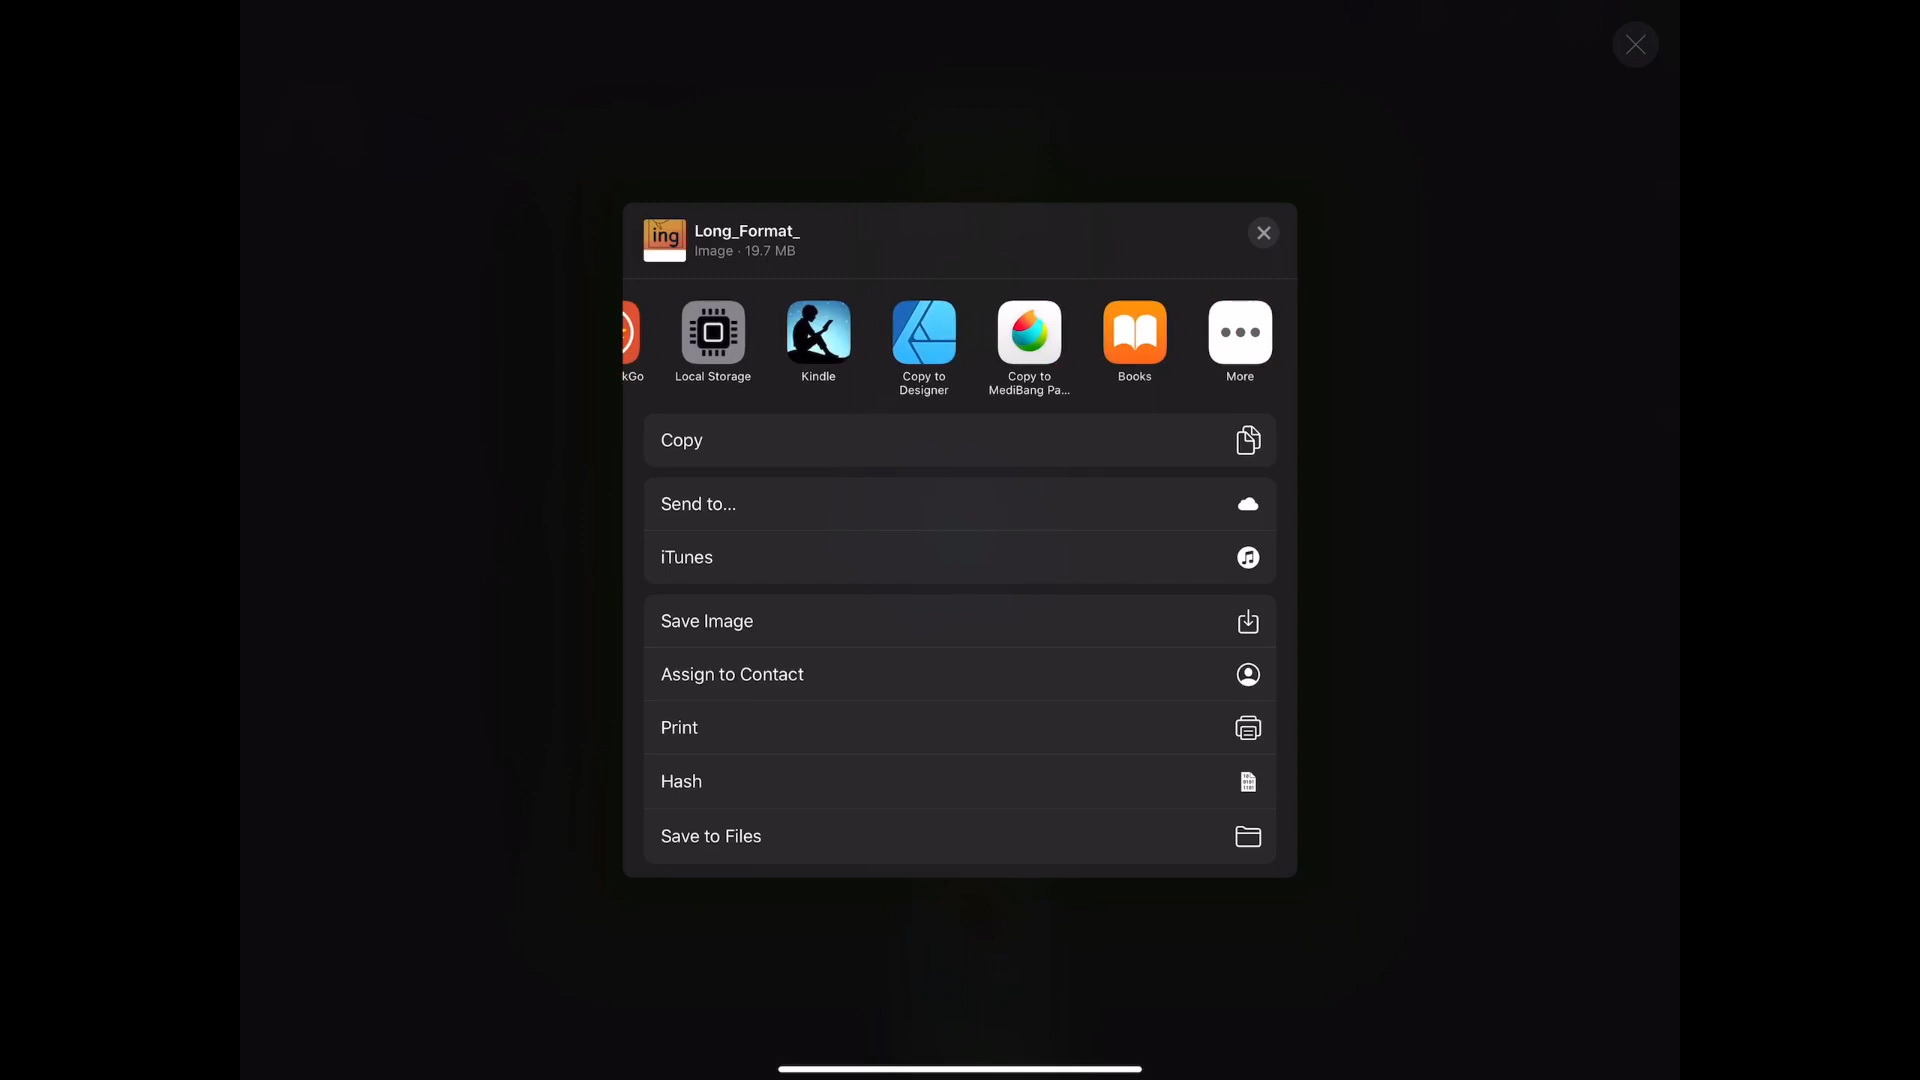 ing
Long_Format_
Image · 19.7 MB
kGo
Local Storage
Kindle
Copy to
Designer
Copy to
MediBang Pa...
Books
More
Copy
Send to...
iTunes
Save Image
Assign to Contact
Print
Hash
Save to Files